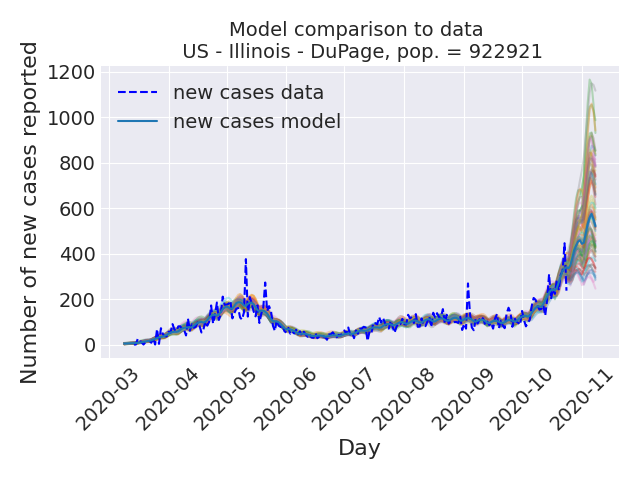 Model comparison to data
US - Illinois - DuPage, pop. = 922921
Number of new cases reported
1200
1000
800
600
400
200
0
new cases data
new cases model
2020-03
2020-04
2020-05
2020-06
2020-07
2020-08
2020-09
2020-10
2020-11
Day